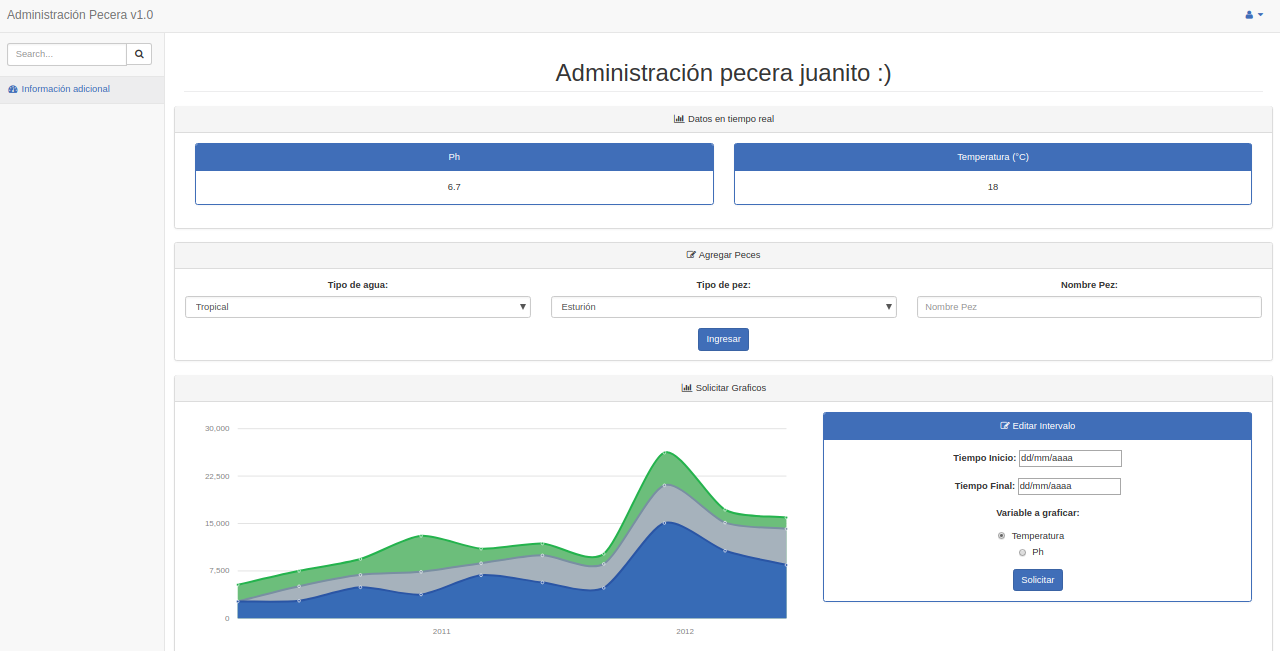 Administración Pecera v1.0
Search...
Información adicional
Administración pecera juanito :)
Datos en tiempo real
Ph
Temperatura (°C)
6.7
18
Agregar Peces
Tipo de agua:
Tipo de pez:
Nombre Pez:
Tropical
Esturión
Nombre Pez
Ingresar
Solicitar Graficos
30,000
22,500
15,000
7,500
0
2011
2012
Editar Intervalo
Tiempo Inicio: dd/mm/aaaa
Tiempo Final: dd/mm/aaaa
Variable a graficar:
Temperatura
Ph
Solicitar